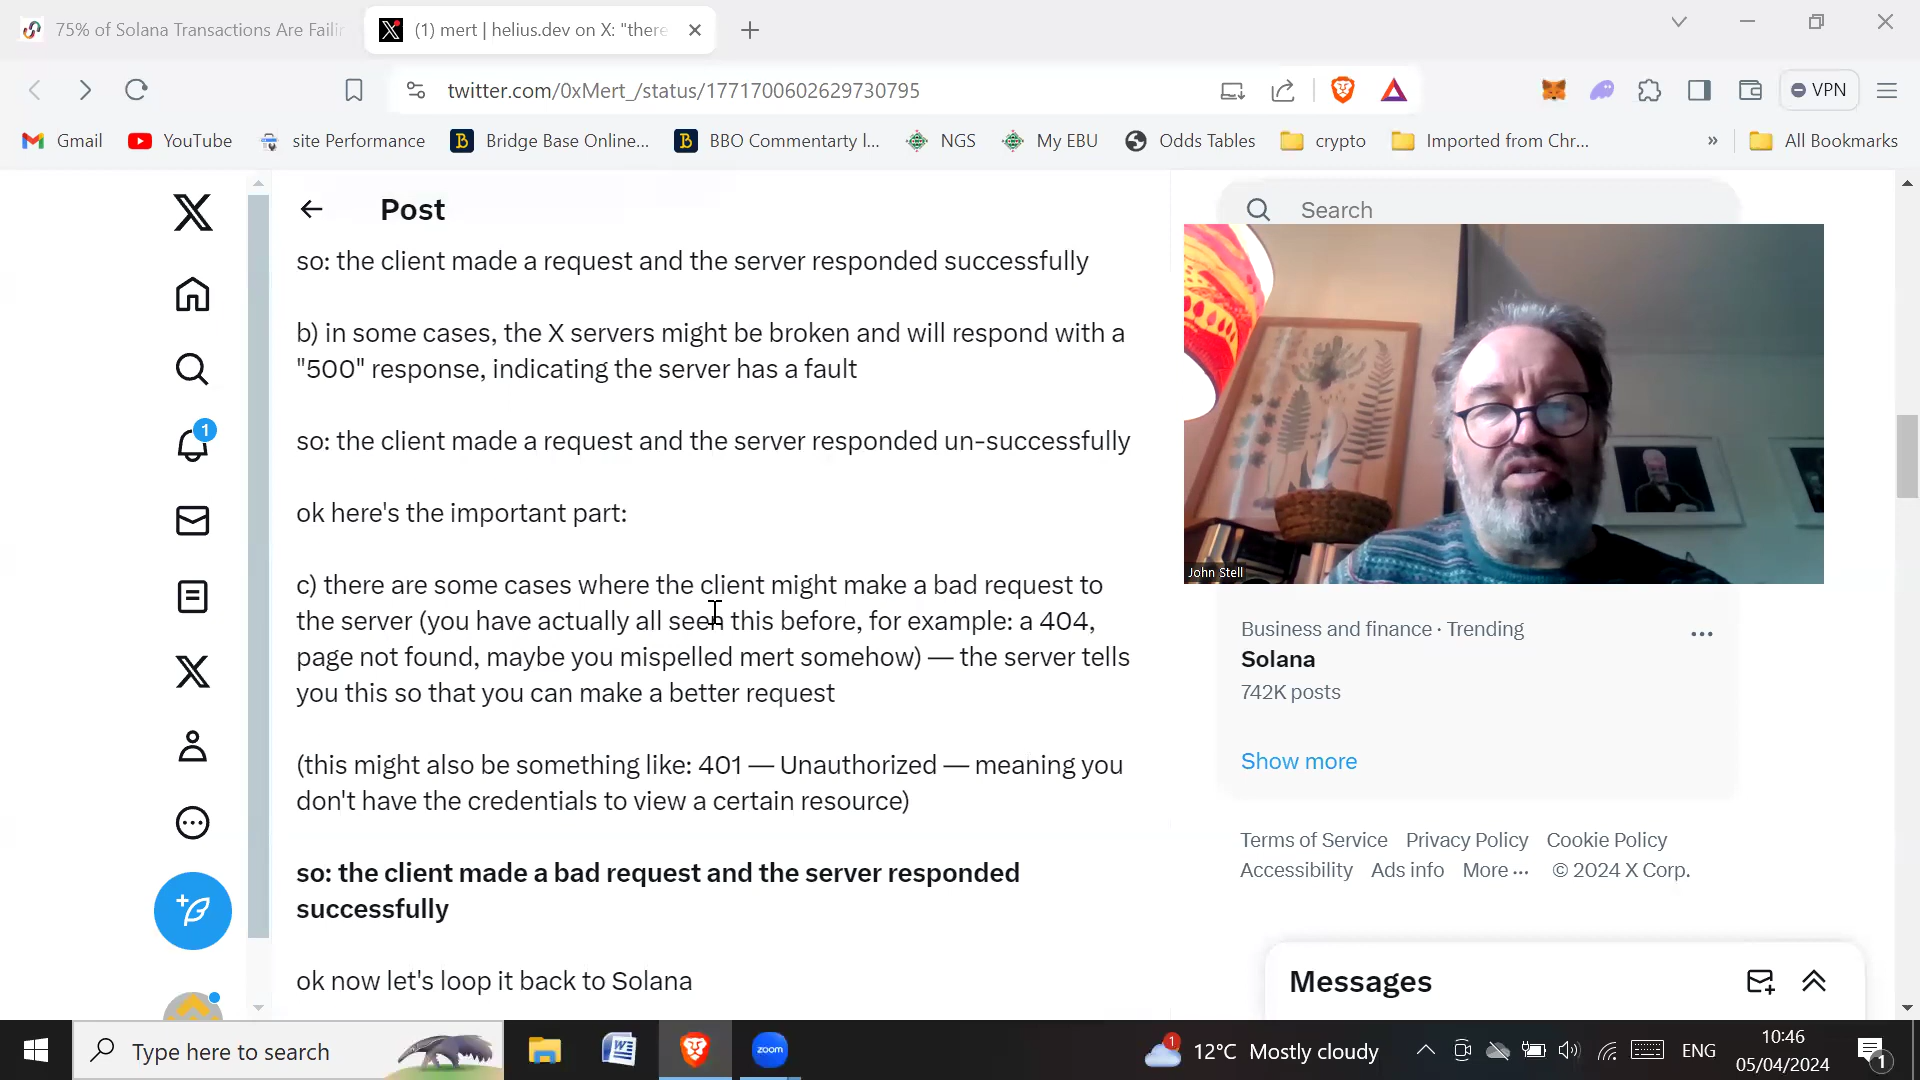 75% of Solana Transactions Are Failin
(1) mert | helius.dev on X: "there
twitter.com/0xMert_/status/1771700602629730795
VPN
Gmail
YouTube
site Performance
Bridge Base Online...
BBO Commentarty l...
NGS
My EBU
Odds Tables
crypto
Imported from Chr...
»
All Bookmarks
Post
Search
so: the client made a request and the server responded successfully
b) in some cases, the X servers might be broken and will respond with a
"500" response, indicating the server has a fault
so: the client made a request and the server responded un-successfully
ok here's the important part:
c) there are some cases where the client might make a bad request to
the server (you have actually all seen this before, for example: a 404,
page not found, maybe you mispelled mert somehow) — the server tells
you this so that you can make a better request
(this might also be something like: 401 — Unauthorized — meaning you
don't have the credentials to view a certain resource)
so: the client made a bad request and the server responded
successfully
ok now let's loop it back to Solana
1
John Stell
Business and finance · Trending
Solana
742K posts
Show more
Terms of Service Privacy Policy Cookie Policy
Accessibility Ads info More ··· © 2024 X Corp.
Messages
Type here to search
zoom
1
12°C Mostly cloudy
ENG
10:46
05/04/2024
1